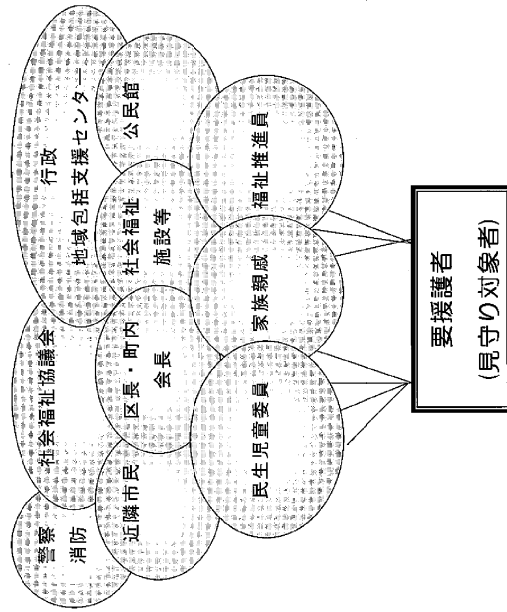 警察
消防
社会福祉協議会
行政
地域包括支援センター
近隣市民
区長・町内
会長
社会福祉
施設等
公民館
民生児童委員
家族親戚
福祉推進員
要援護者
(見守り対象者)